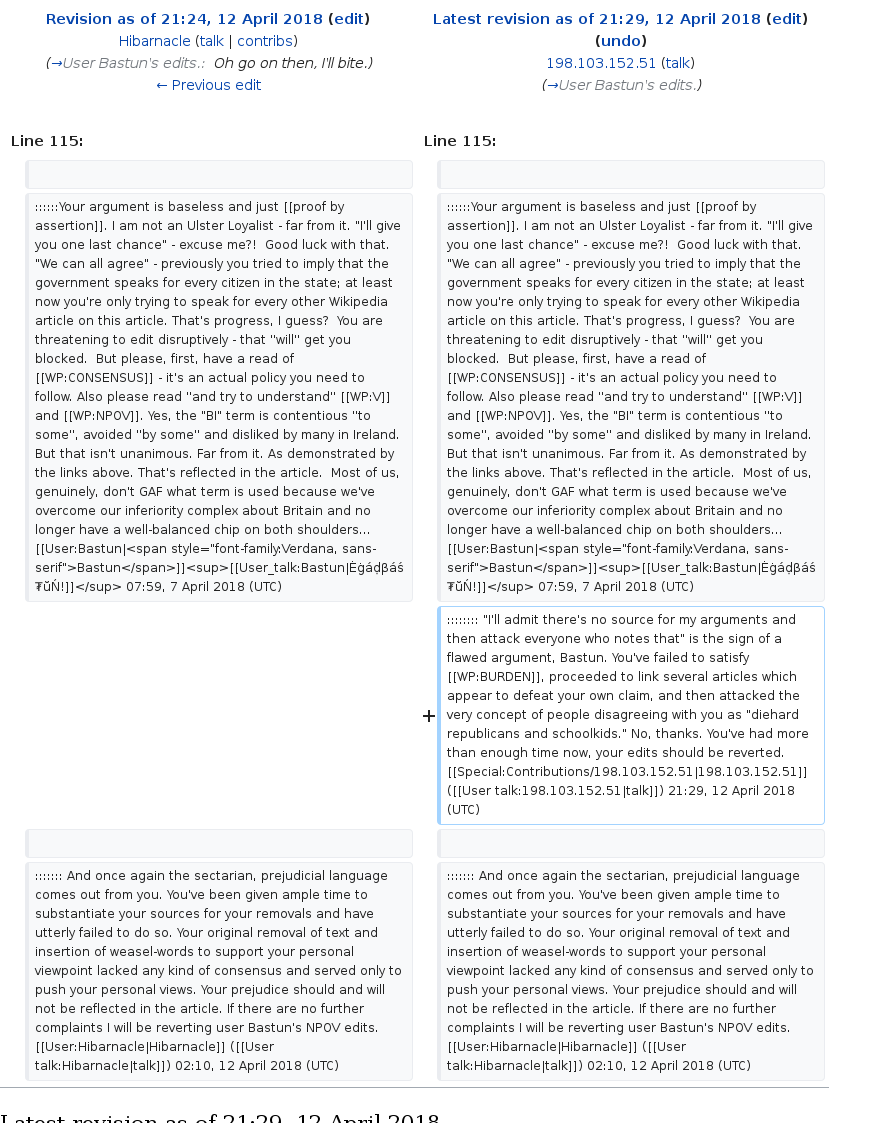 Revision as of 21:24, 12 April 2018 (edit)
Hibarnacle (talk | contribs)
(→User Bastun's edits.: Oh go on then, I'll bite.)
← Previous edit
Latest revision as of 21:29, 12 April 2018 (edit)
(undo)
198.103.152.51 (talk)
(→User Bastun's edits.)
Line 115:
Line 115:
::::::Your argument is baseless and just [[proof by
assertion]]. I am not an Ulster Loyalist - far from it. "I'll give
you one last chance" - excuse me?!  Good luck with that.
"We can all agree" - previously you tried to imply that the
government speaks for every citizen in the state; at least
now you're only trying to speak for every other Wikipedia
article on this article. That's progress, I guess?  You are
threatening to edit disruptively - that ''will'' get you
blocked.  But please, first, have a read of
[[WP:CONSENSUS]] - it's an actual policy you need to
follow. Also please read ''and try to understand'' [[WP:V]]
and [[WP:NPOV]]. Yes, the "BI" term is contentious ''to
some'', avoided ''by some'' and disliked by many in Ireland.
But that isn't unanimous. Far from it. As demonstrated by
the links above. That's reflected in the article.  Most of us,
genuinely, don't GAF what term is used because we've
overcome our inferiority complex about Britain and no
longer have a well-balanced chip on both shoulders...
[[User:Bastun|<span style="font-family:Verdana, sans-
serif">Bastun</span>]]<sup>[[User_talk:Bastun|Ėġáḍβáś
₮ŭŃ!]]</sup> 07:59, 7 April 2018 (UTC)
::::::Your argument is baseless and just [[proof by
assertion]]. I am not an Ulster Loyalist - far from it. "I'll give
you one last chance" - excuse me?!  Good luck with that.
"We can all agree" - previously you tried to imply that the
government speaks for every citizen in the state; at least
now you're only trying to speak for every other Wikipedia
article on this article. That's progress, I guess?  You are
threatening to edit disruptively - that ''will'' get you
blocked.  But please, first, have a read of
[[WP:CONSENSUS]] - it's an actual policy you need to
follow. Also please read ''and try to understand'' [[WP:V]]
and [[WP:NPOV]]. Yes, the "BI" term is contentious ''to
some'', avoided ''by some'' and disliked by many in Ireland.
But that isn't unanimous. Far from it. As demonstrated by
the links above. That's reflected in the article.  Most of us,
genuinely, don't GAF what term is used because we've
overcome our inferiority complex about Britain and no
longer have a well-balanced chip on both shoulders...
[[User:Bastun|<span style="font-family:Verdana, sans-
serif">Bastun</span>]]<sup>[[User_talk:Bastun|Ėġáḍβáś
₮ŭŃ!]]</sup> 07:59, 7 April 2018 (UTC)
+
:::::::: "I'll admit there's no source for my arguments and
then attack everyone who notes that" is the sign of a
flawed argument, Bastun. You've failed to satisfy
[[WP:BURDEN]], proceeded to link several articles which
appear to defeat your own claim, and then attacked the
very concept of people disagreeing with you as "diehard
republicans and schoolkids." No, thanks. You've had more
than enough time now, your edits should be reverted.
[[Special:Contributions/198.103.152.51|198.103.152.51]]
([[User talk:198.103.152.51|talk]]) 21:29, 12 April 2018
(UTC)
::::::: And once again the sectarian, prejudicial language
comes out from you. You've been given ample time to
substantiate your sources for your removals and have
utterly failed to do so. Your original removal of text and
insertion of weasel-words to support your personal
viewpoint lacked any kind of consensus and served only to
push your personal views. Your prejudice should and will
not be reflected in the article. If there are no further
complaints I will be reverting user Bastun's NPOV edits.
[[User:Hibarnacle|Hibarnacle]] ([[User
talk:Hibarnacle|talk]]) 02:10, 12 April 2018 (UTC)
::::::: And once again the sectarian, prejudicial language
comes out from you. You've been given ample time to
substantiate your sources for your removals and have
utterly failed to do so. Your original removal of text and
insertion of weasel-words to support your personal
viewpoint lacked any kind of consensus and served only to
push your personal views. Your prejudice should and will
not be reflected in the article. If there are no further
complaints I will be reverting user Bastun's NPOV edits.
[[User:Hibarnacle|Hibarnacle]] ([[User
talk:Hibarnacle|talk]]) 02:10, 12 April 2018 (UTC)
Latest revision as of 21:29, 12 April 2018